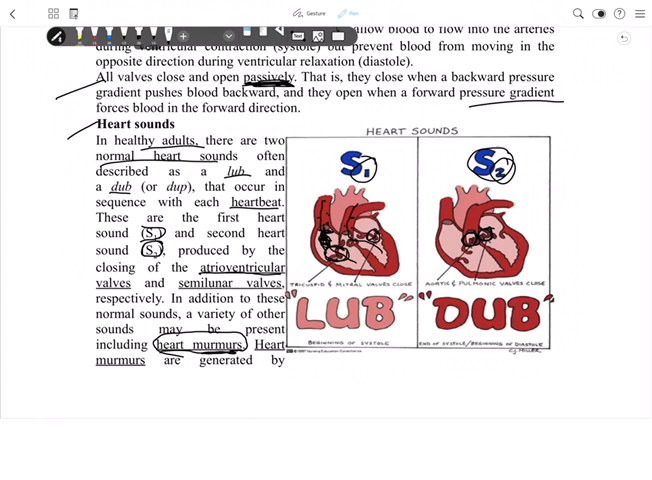 Gesture
Pen
Text
allow blood to flow into the arteries
during ventricular contraction (systole) but prevent blood from moving in the
opposite direction during ventricular relaxation (diastole).
All valves close and open passively. That is, they close when a backward pressure
gradient pushes blood backward, and they open when a forward pressure gradient
forces blood in the forward direction.
Heart sounds
In healthy adults, there are two
normal heart sounds often
described as a lub and
a dub (or dup), that occur in
sequence with each heartbeat.
These are the first heart
sound (S1) and second heart
sound (S2), produced by the
closing of the atrioventricular
valves and semilunar valves,
respectively. In addition to these
normal sounds, a variety of other
sounds may be present
including heart murmurs. Heart
murmurs are generated by
HEART SOUNDS
S1
TRICUSPID & MITRAL VALVES CLOSE
"LUB"
BEGINNING OF SYSTOLE
©1997 Nursing Education Consultants
S2
AORTIC & PULMONIC VALVES CLOSE
"DUB"
END OF SYSTOLE/BEGINNING OF DIASTOLE
C.J. MILLER